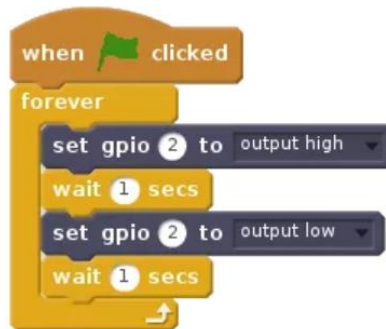 when clicked
forever
set gpio 2 to output high
wait 1 secs
set gpio 2 to output low
wait 1 secs